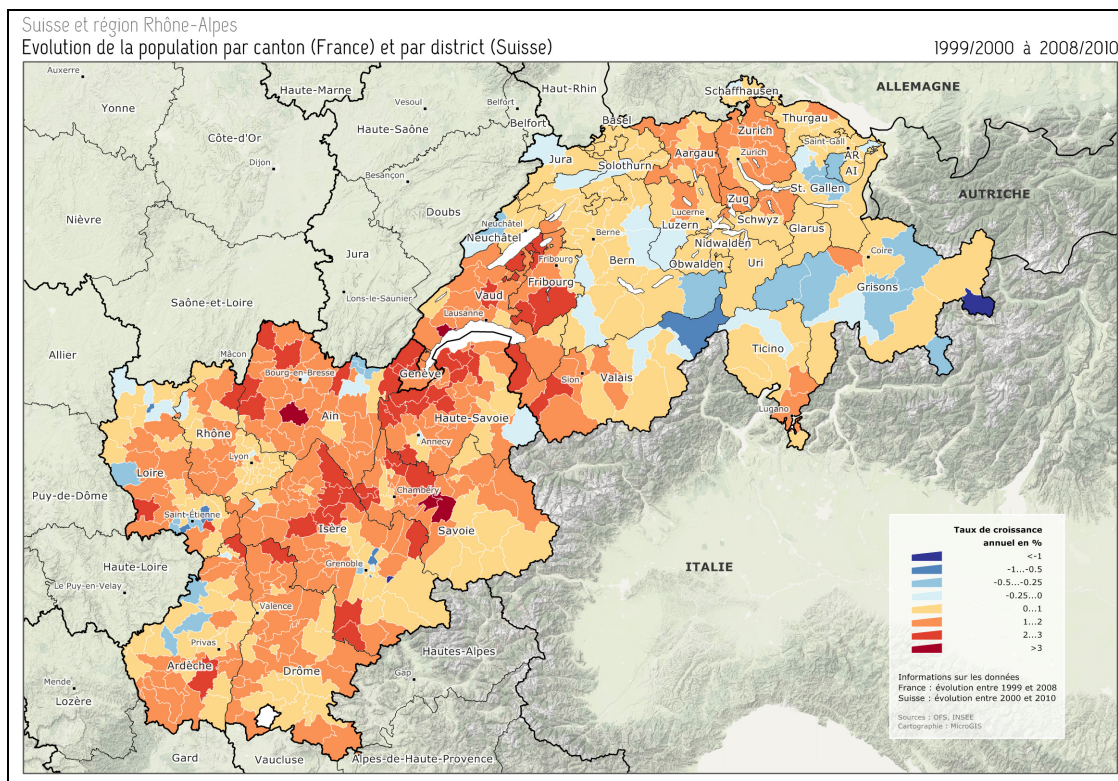 Suisse et région Rhône-Alpes
Evolution de la population par canton (France) et par district (Suisse)
1999/2000 à 2008/2010
Auxerre
Yonne
Haute-Marne
Vesoul
Haute-Saône
Belfort
Belfort
Haut-Rhin
Côte-d'Or
Dijon
Besançon
Doubs
Nièvre
Jura
Lons-le-Saunier
Saône-et-Loire
Mâcon
Allier
Puy-de-Dôme
Haute-Loire
Le Puy-en-Velay
Mende
Lozère
Gard
Vaucluse
Alpes-de-Haute-Provence
Gap
Hautes-Alpes
ALLEMAGNE
AUTRICHE
ITALIE
Schaffhausen
Basel
Jura
Solothurn
Aargau
Zurich
Zurich
Thurgau
Saint-Gall
AR
AI
St. Gallen
Zug
Schwyz
Lucerne
Luzern
Glarus
Nidwalden
Obwalden
Uri
Neuchâtel
Neuchâtel
Berne
Bern
Fribourg
Fribourg
Vaud
Lausanne
Coire
Grisons
Ticino
Lugano
Sion
Valais
Genève
Bourg-en-Bresse
Ain
Haute-Savoie
Annecy
Rhône
Lyon
Loire
Saint-Étienne
Chambéry
Savoie
Isère
Grenoble
Valence
Privas
Ardèche
Drôme
Taux de croissance
annuel en %
<-1
-1...-0.5
-0.5...-0.25
-0.25...0
0...1
1...2
2...3
>3
Informations sur les données
France : évolution entre 1999 et 2008
Suisse : évolution entre 2000 et 2010
Sources : OFS, INSEE
Cartographie : MicroGIS